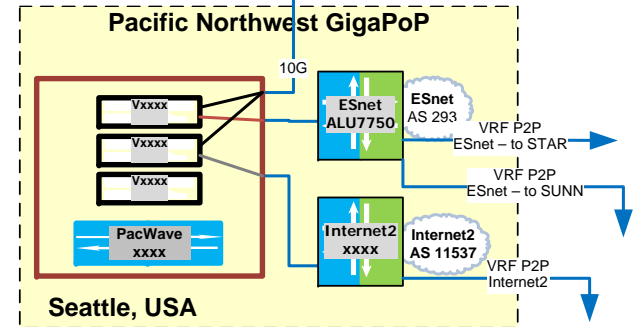 Pacific Northwest GigaPoP
10G
Vxxxx
Vxxxx
Vxxxx
PacWave
xxxx
ESnet
ALU7750
ESnet
AS 293
VRF P2P
ESnet – to STAR
VRF P2P
ESnet – to SUNN
Internet2
xxxx
Internet2
AS 11537
VRF P2P
Internet2
Seattle, USA